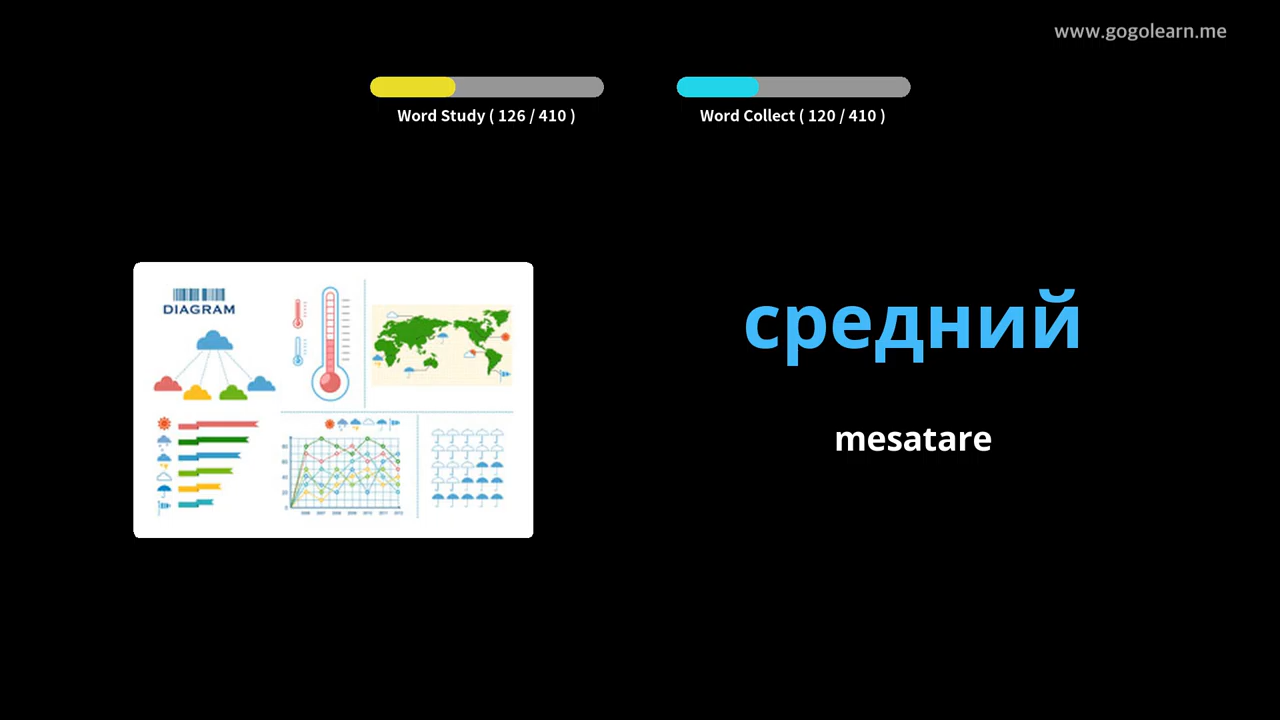 www.gogolearn.me
Word Study ( 126 / 410 )
Word Collect ( 120 / 410 )
DIAGRAM
средний
mesatare